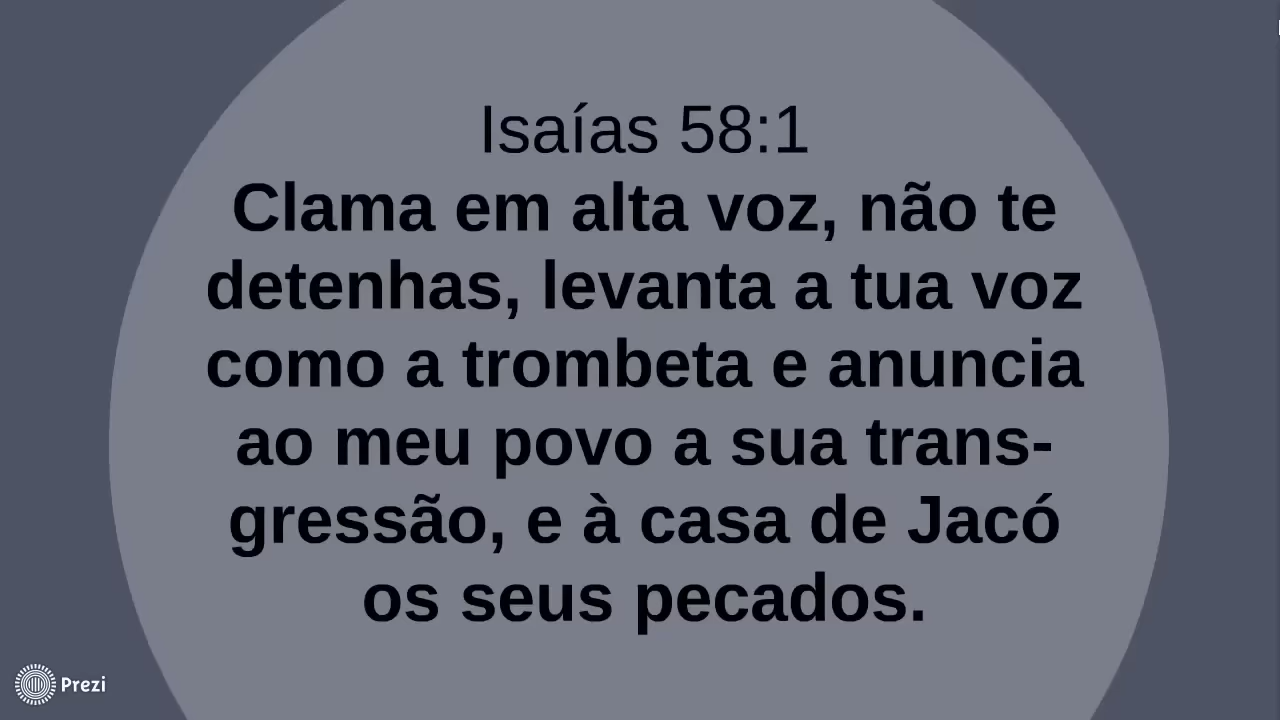 Isaías 58:1
Clama em alta voz, não te
detenhas, levanta a tua voz
como a trombeta e anuncia
ao meu povo a sua trans-
gressão, e à casa de Jacó
os seus pecados.
Prezi